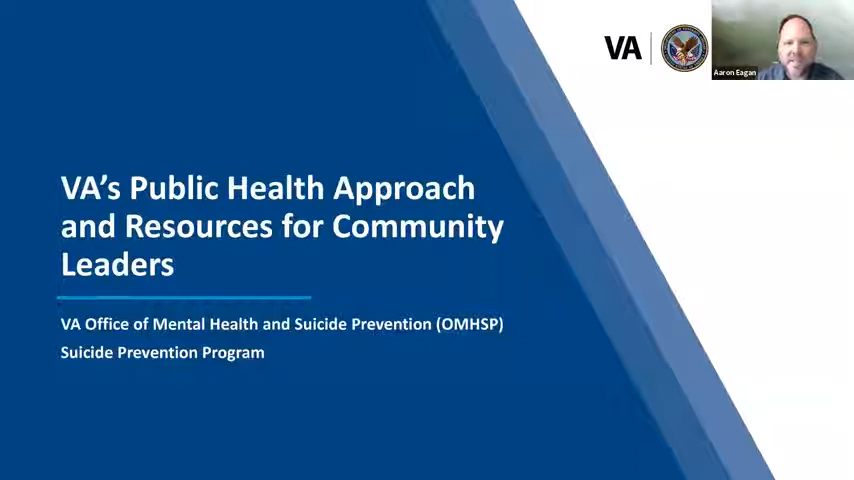 VA
Aaron Eagan
VA's Public Health Approach
and Resources for Community
Leaders
VA Office of Mental Health and Suicide Prevention (OMHSP)
Suicide Prevention Program